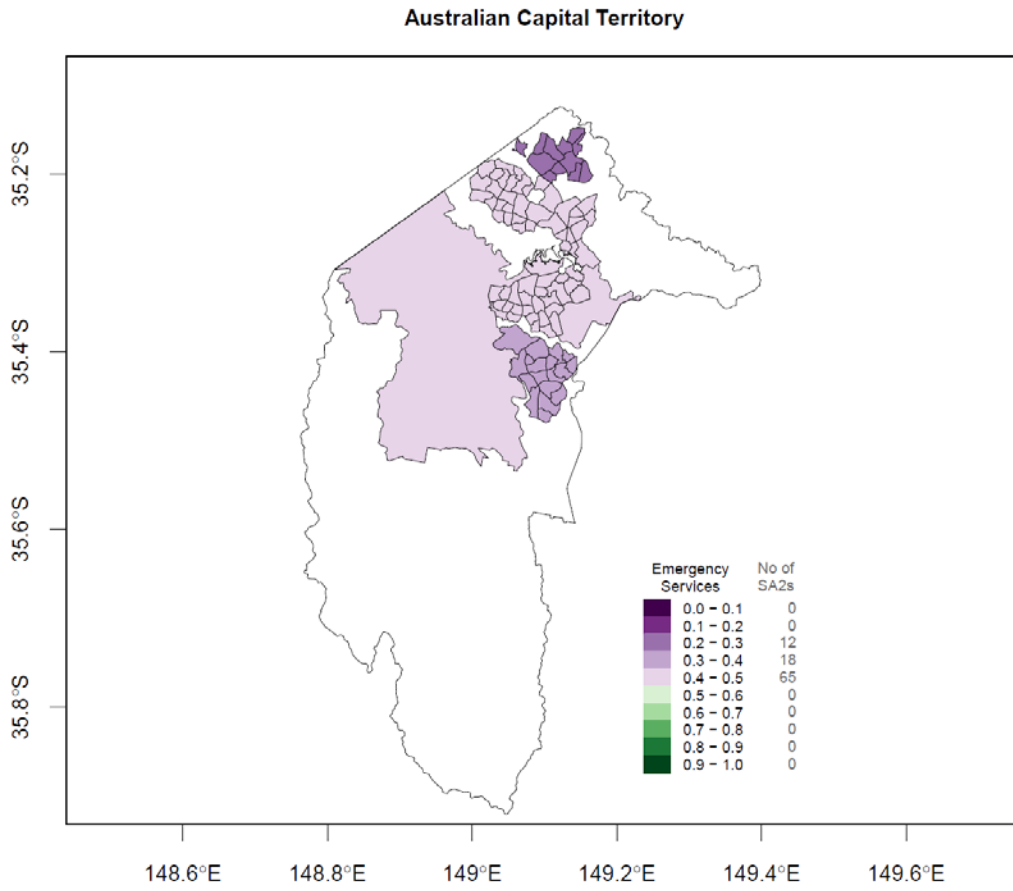 Australian Capital Territory
35.2°S
35.4°S
35.6°S
35.8°S
Emergency Services No of SA2s
0.0 − 0.1 0
0.1 − 0.2 0
0.2 − 0.3 12
0.3 − 0.4 18
0.4 − 0.5 65
0.5 − 0.6 0
0.6 − 0.7 0
0.7 − 0.8 0
0.8 − 0.9 0
0.9 − 1.0 0
148.6°E 148.8°E 149°E 149.2°E 149.4°E 149.6°E